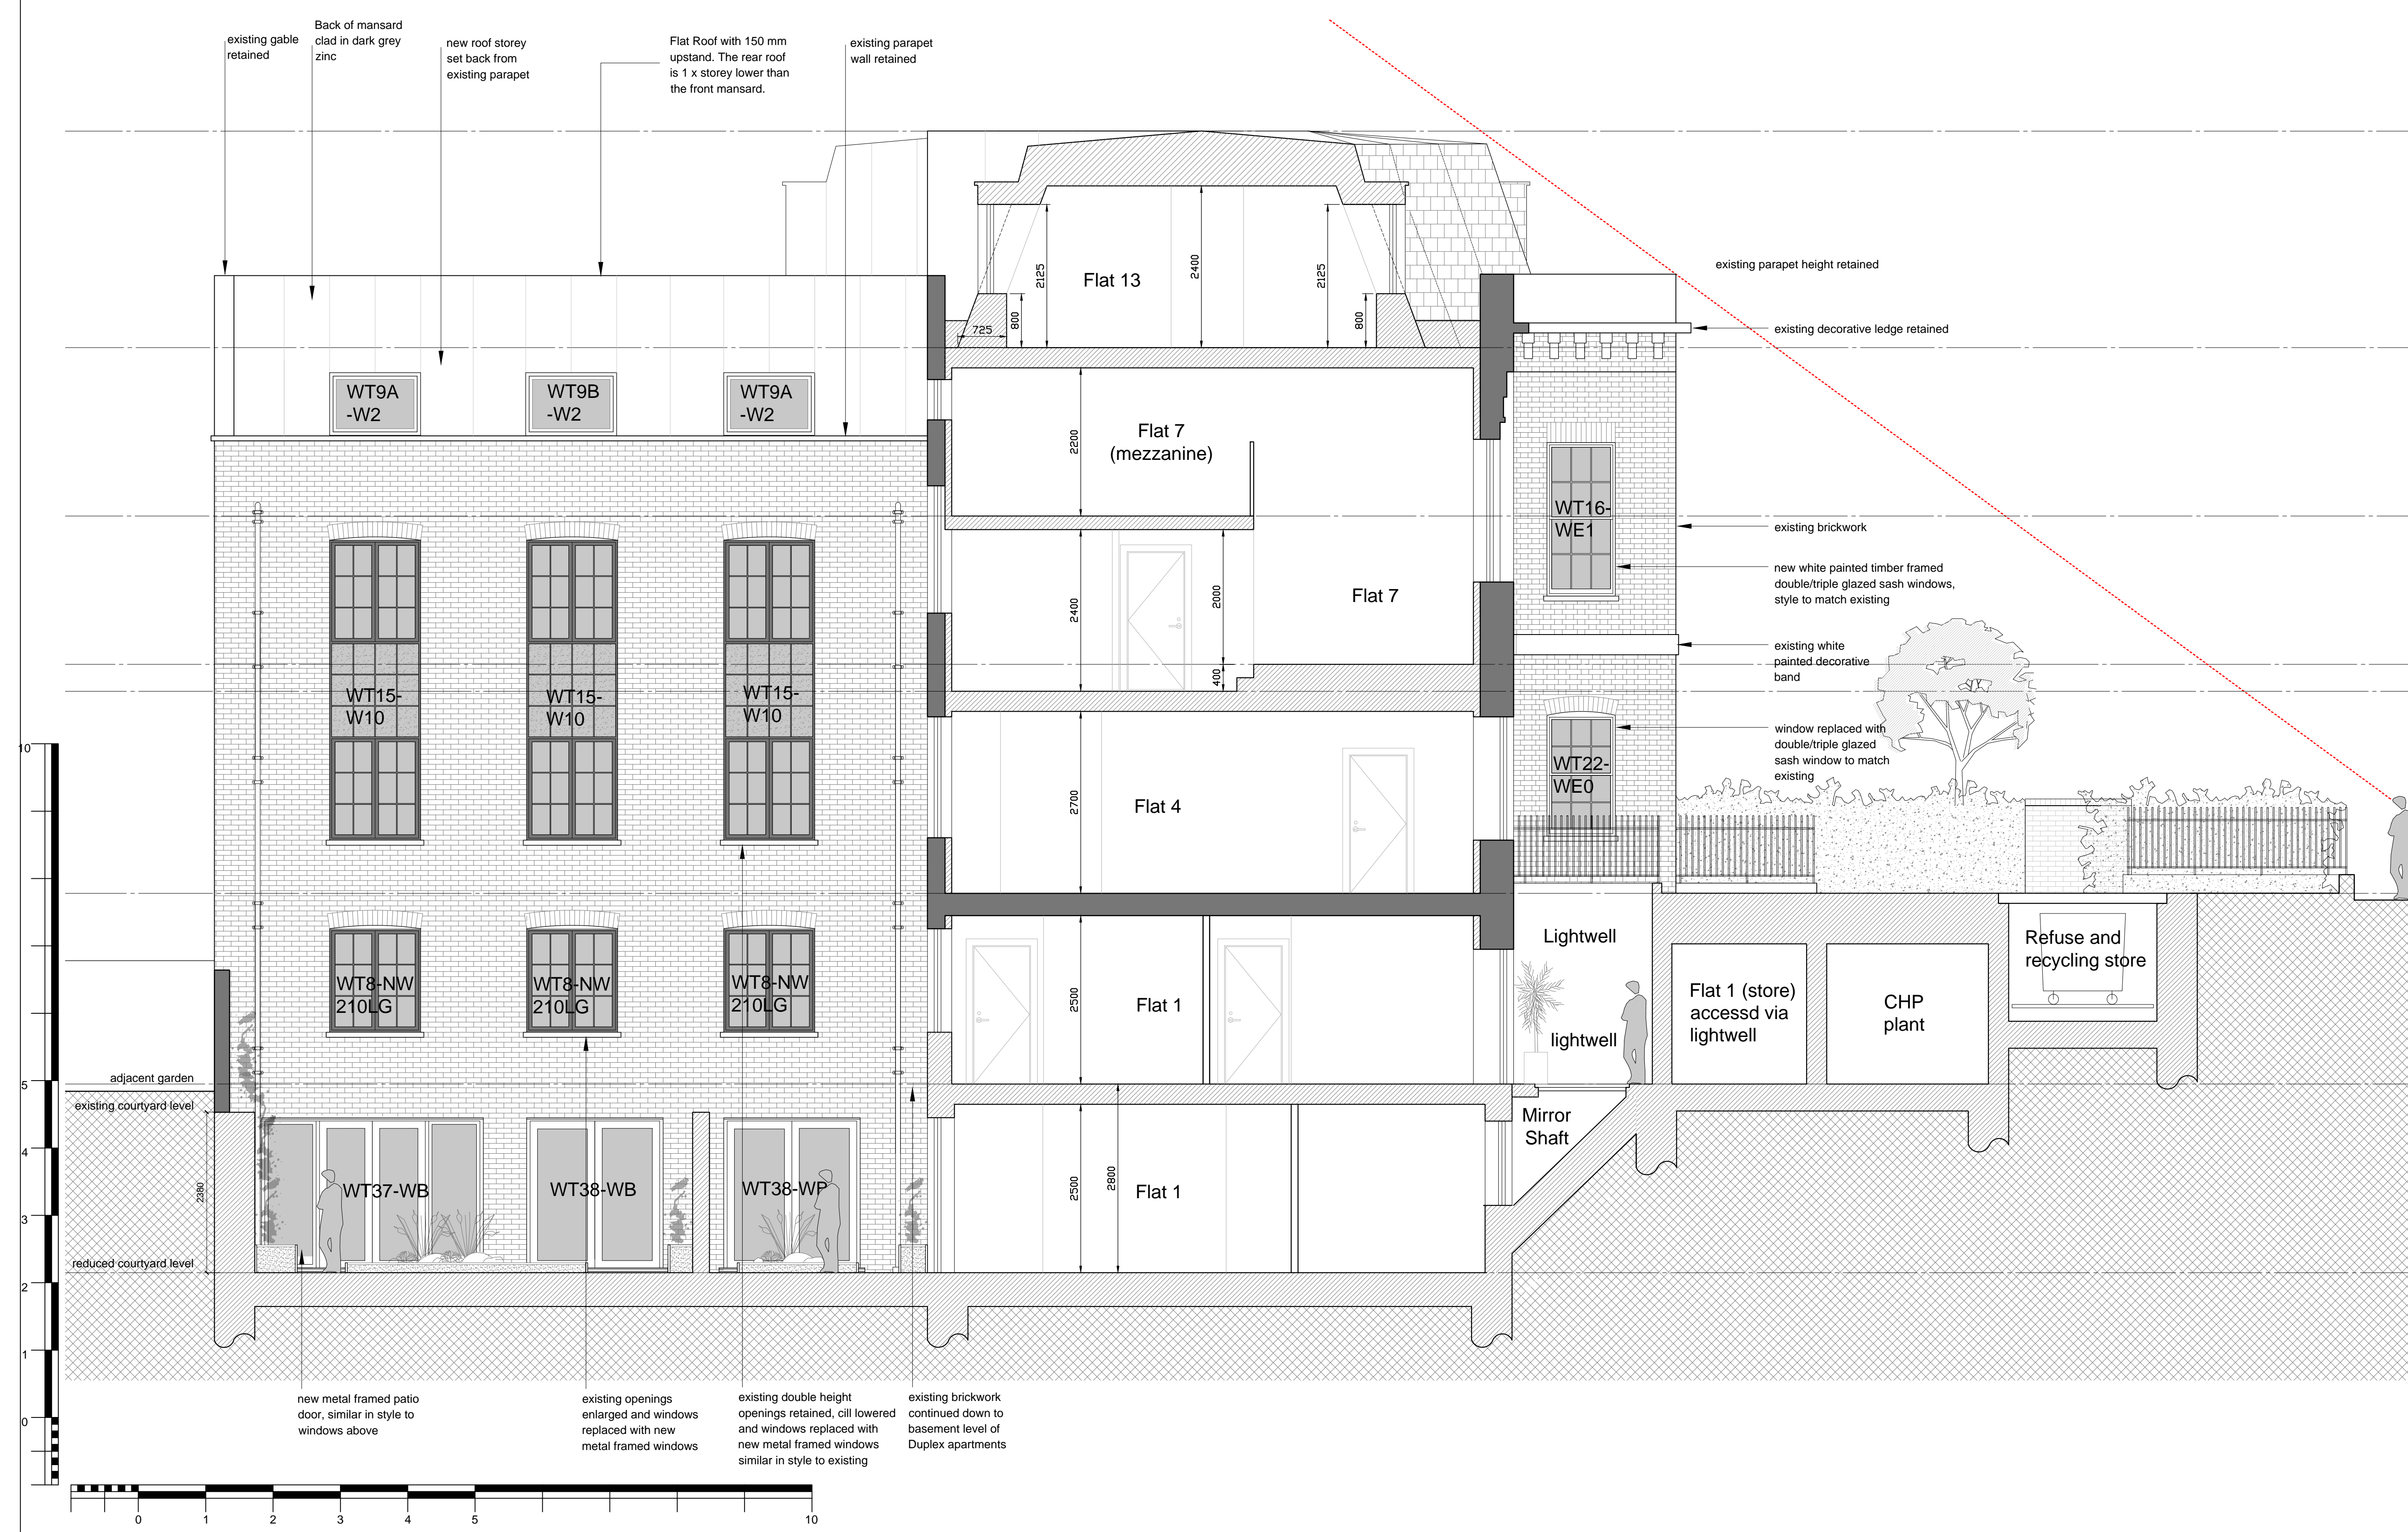 existing gable
retained
Back of mansard
clad in dark grey
zinc
new roof storey
set back from
existing parapet
Flat Roof with 150 mm
upstand. The rear roof
is 1 x storey lower than
the front mansard.
existing parapet
wall retained
2125
Flat 13
2400
2125
800
725
800
existing parapet height retained
existing decorative ledge retained
WT9A
-W2
WT9B
-W2
WT9A
-W2
2200
Flat 7
(mezzanine)
WT16-
WE1
existing brickwork
new white painted timber framed
double/triple glazed sash windows,
style to match existing
2400
2000
Flat 7
400
existing white
painted decorative
band
WT15-
W10
WT15-
W10
WT15-
W10
window replaced with
double/triple glazed
sash window to match
existing
WT22-
WE0
2700
Flat 4
WT8-NW
210LG
WT8-NW
210LG
WT8-NW
210LG
2500
Flat 1
Lightwell
lightwell
Flat 1 (store)
accessd via
lightwell
CHP
plant
Refuse and
recycling store
adjacent garden
existing courtyard level
reduced courtyard level
2380
WT37-WB
WT38-WB
WT38-WP
2500
2800
Flat 1
Mirror
Shaft
new metal framed patio
door, similar in style to
windows above
existing openings
enlarged and windows
replaced with new
metal framed windows
existing double height
openings retained, cill lowered
and windows replaced with
new metal framed windows
similar in style to existing
existing brickwork
continued down to
basement level of
Duplex apartments
10
5
4
3
2
1
0
0
1
2
3
4
5
10